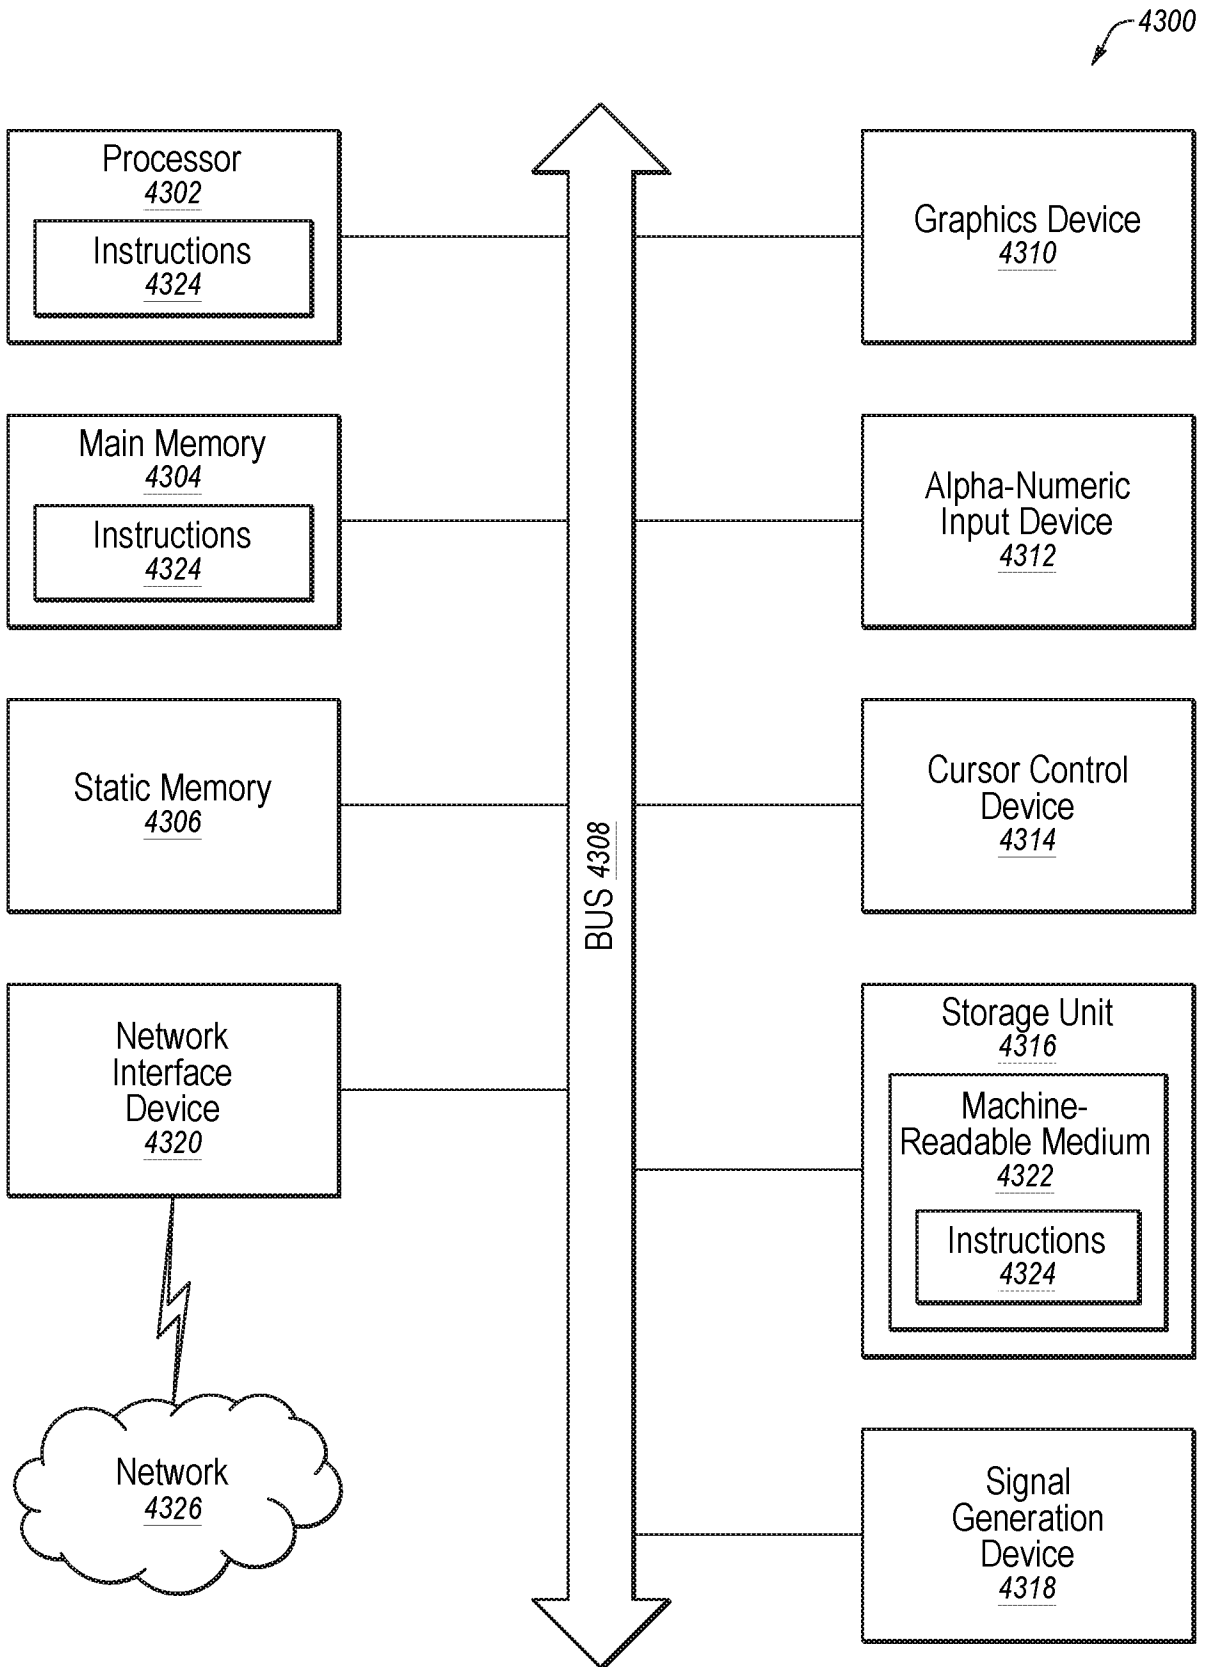 4300
Processor
4302
Instructions
4324
Main Memory
4304
Instructions
4324
Static Memory
4306
Network
Interface
Device
4320
Network
4326
BUS 4308
Graphics Device
4310
Alpha-Numeric
Input Device
4312
Cursor Control
Device
4314
Storage Unit
4316
Machine-
Readable Medium
4322
Instructions
4324
Signal
Generation
Device
4318